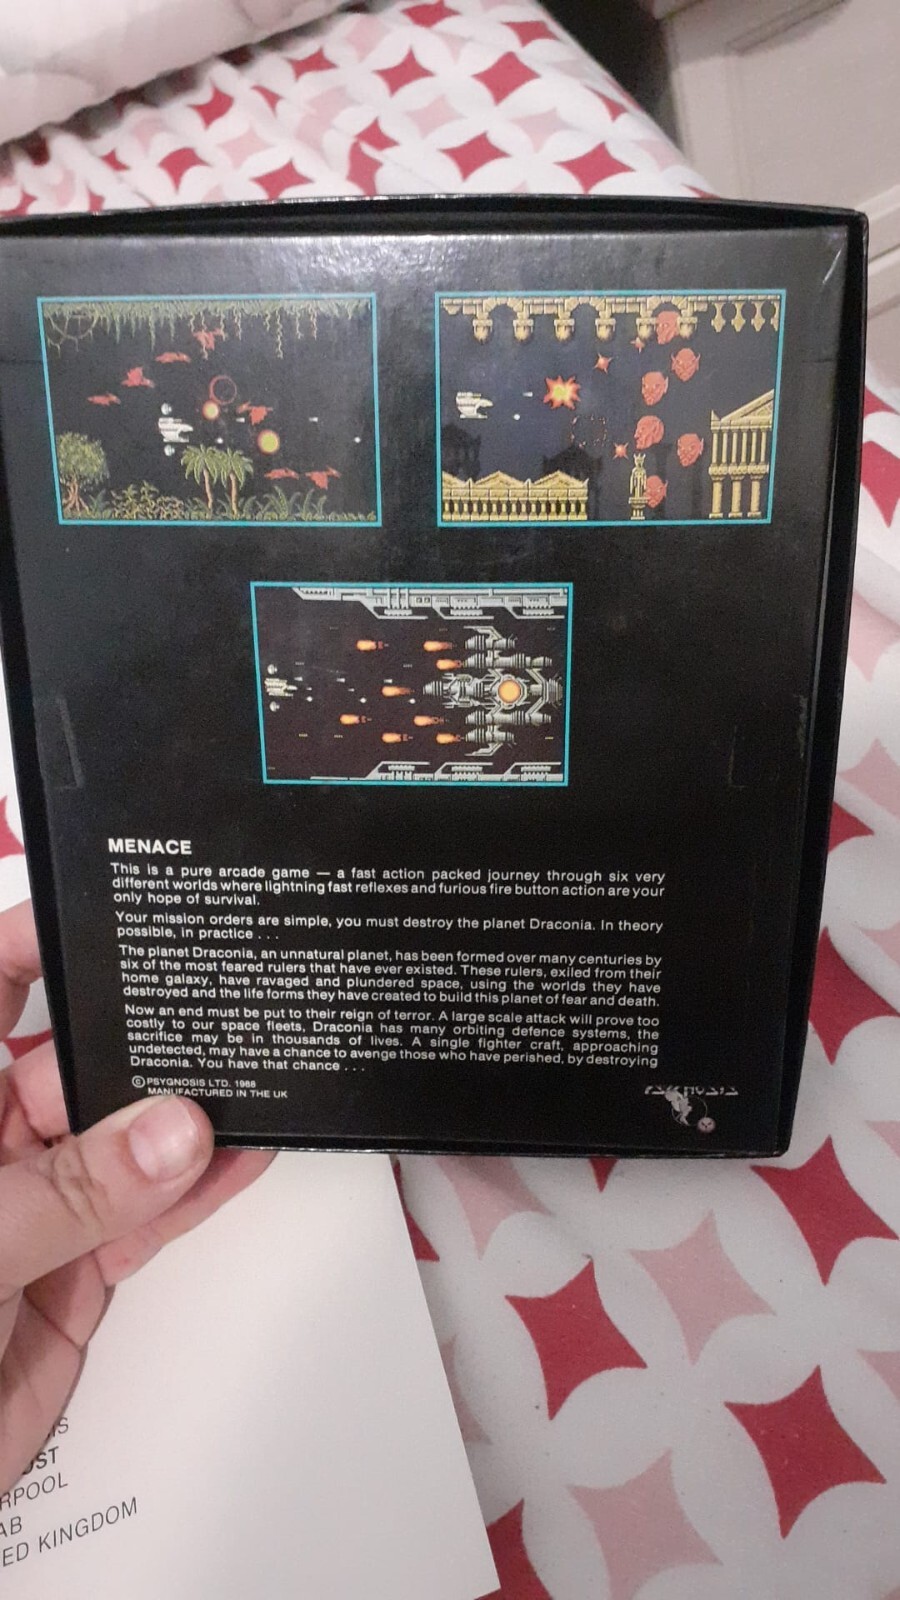 MENACE
This is a pure arcade game — a fast action packed journey through six very
different worlds where lightning fast reflexes and furious fire button action are your
only hope of survival.
Your mission orders are simple, you must destroy the planet Draconia. In theory
possible, in practice . . .
The planet Draconia, an unnatural planet, has been formed over many centuries by
six of the most feared rulers that have ever existed. These rulers, exiled from their
home galaxy, have ravaged and plundered space, using the worlds they have
destroyed and the life forms they have created to build this planet of fear and death.
Now an end must be put to their reign of terror. A large scale attack will prove too
costly to our space fleets, Draconia has many orbiting defence systems, the
sacrifice may be in thousands of lives. A single fighter craft, approaching
undetected, may have a chance to avenge those who have perished, by destroying
Draconia. You have that chance . . .
© PSYGNOSIS LTD. 1988
MANUFACTURED IN THE UK
PSYGNOSIS
IS
OST
RPOOL
AB
ED KINGDOM